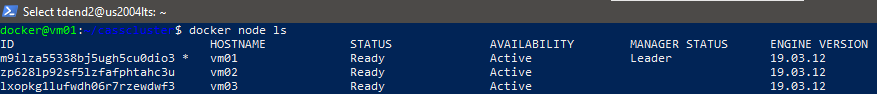 Select tdend2@us2004lts: ~
docker@vm01: $ docker node ls
ID HOSTNAME STATUS AVAILABILITY MANAGER STATUS ENGINE VERSION
m9ilza55338bj5ugh5cu0dio3 * vm01 Ready Active Leader 19.03.12
zp628lp92sf5lzfafphtahc3u vm02 Ready Active 19.03.12
lxopkg1lufwdh06r7rzewdwf3 vm03 Ready Active 19.03.12